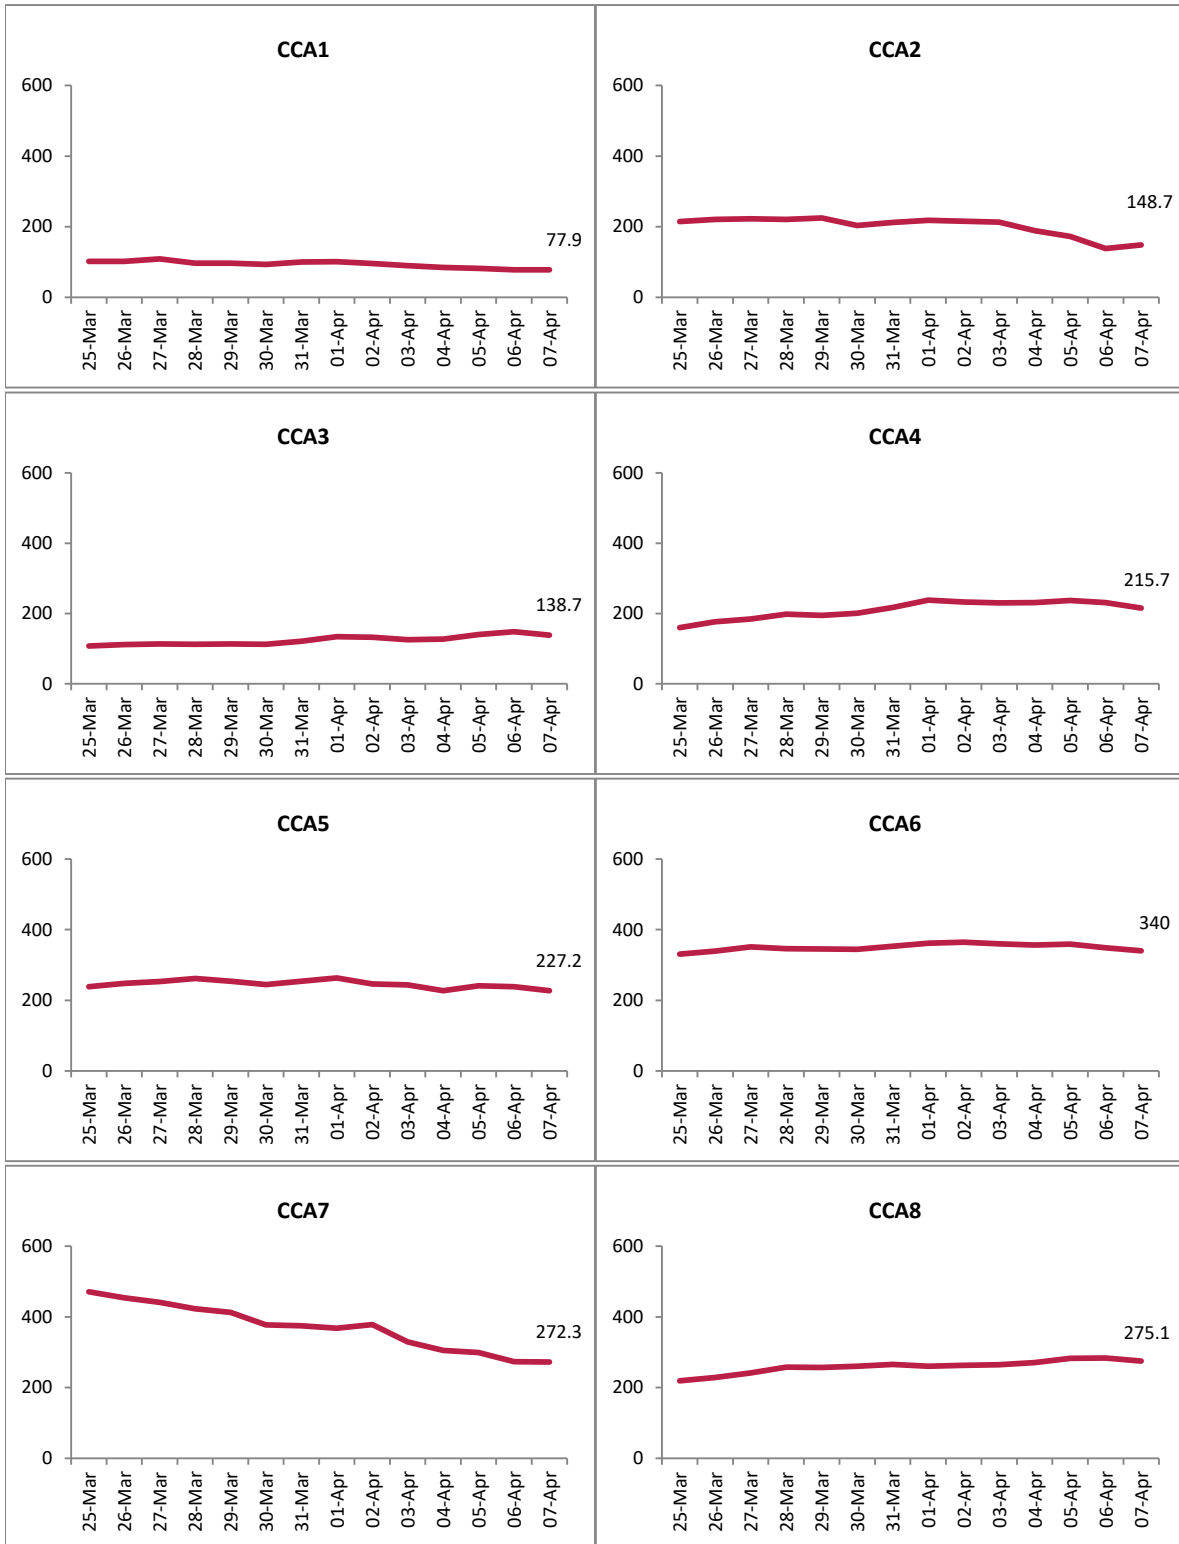 CCA1
600
400
200
0
77.9
25-Mar
26-Mar
27-Mar
28-Mar
29-Mar
30-Mar
31-Mar
01-Apr
02-Apr
03-Apr
04-Apr
05-Apr
06-Apr
07-Apr
CCA2
600
400
200
0
148.7
25-Mar
26-Mar
27-Mar
28-Mar
29-Mar
30-Mar
31-Mar
01-Apr
02-Apr
03-Apr
04-Apr
05-Apr
06-Apr
07-Apr
CCA3
600
400
200
0
138.7
25-Mar
26-Mar
27-Mar
28-Mar
29-Mar
30-Mar
31-Mar
01-Apr
02-Apr
03-Apr
04-Apr
05-Apr
06-Apr
07-Apr
CCA4
600
400
200
0
215.7
25-Mar
26-Mar
27-Mar
28-Mar
29-Mar
30-Mar
31-Mar
01-Apr
02-Apr
03-Apr
04-Apr
05-Apr
06-Apr
07-Apr
CCA5
600
400
200
0
227.2
25-Mar
26-Mar
27-Mar
28-Mar
29-Mar
30-Mar
31-Mar
01-Apr
02-Apr
03-Apr
04-Apr
05-Apr
06-Apr
07-Apr
CCA6
600
400
200
0
340
25-Mar
26-Mar
27-Mar
28-Mar
29-Mar
30-Mar
31-Mar
01-Apr
02-Apr
03-Apr
04-Apr
05-Apr
06-Apr
07-Apr
CCA7
600
400
200
0
272.3
25-Mar
26-Mar
27-Mar
28-Mar
29-Mar
30-Mar
31-Mar
01-Apr
02-Apr
03-Apr
04-Apr
05-Apr
06-Apr
07-Apr
CCA8
600
400
200
0
275.1
25-Mar
26-Mar
27-Mar
28-Mar
29-Mar
30-Mar
31-Mar
01-Apr
02-Apr
03-Apr
04-Apr
05-Apr
06-Apr
07-Apr